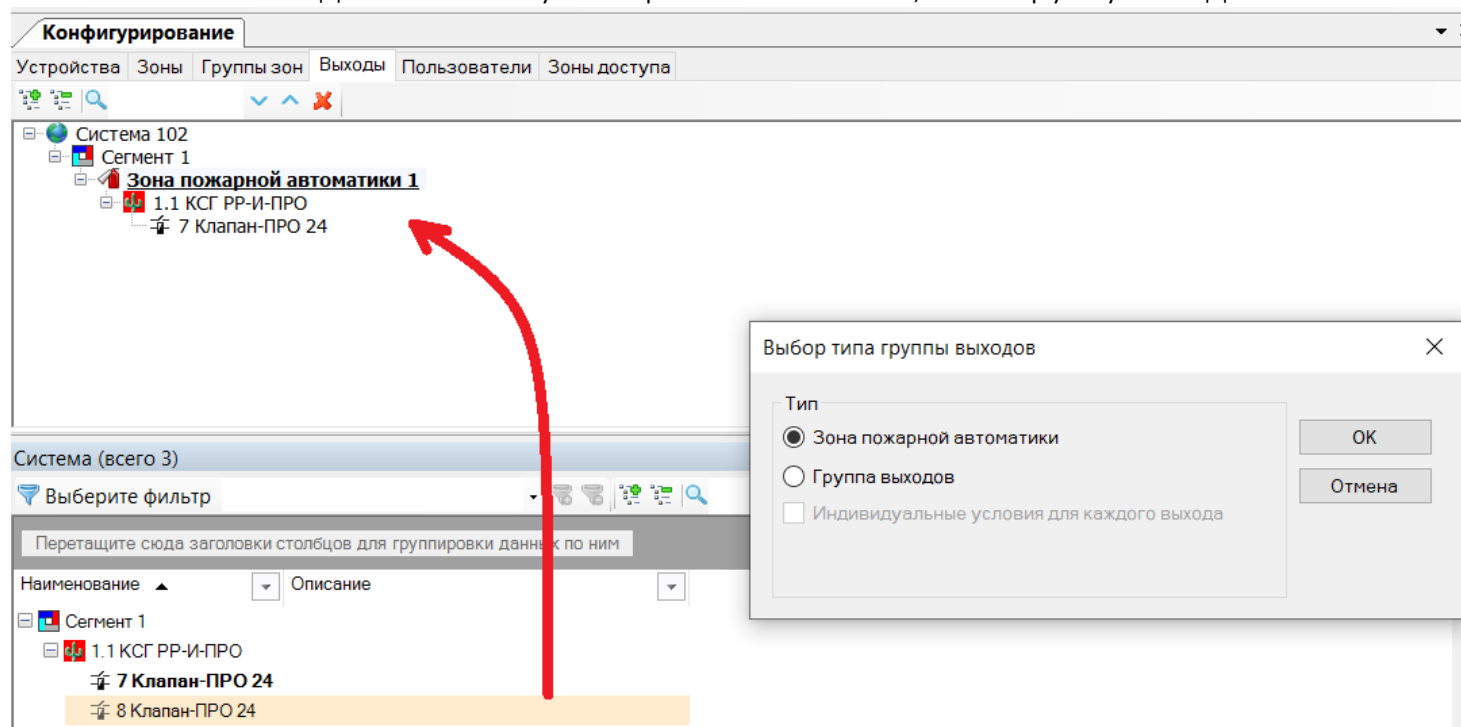 Конфигурирование
Устройства Зоны Группы зон Выходы Пользователи Зоны доступа
Система 102
Сегмент 1
Зона пожарной автоматики 1
1.1 КСГ РР-И-ПРО
7 Клапан-ПРО 24
Выбор типа группы выходов
Тип
Зона пожарной автоматики
ОК
Группа выходов
Отмена
Индивидуальные условия для каждого выхода
Система (всего 3)
Выберите фильтр
Перетащите сюда заголовки столбцов для группировки данных по ним
Наименование Описание
Сегмент 1
1.1 КСГ РР-И-ПРО
7 Клапан-ПРО 24
8 Клапан-ПРО 24